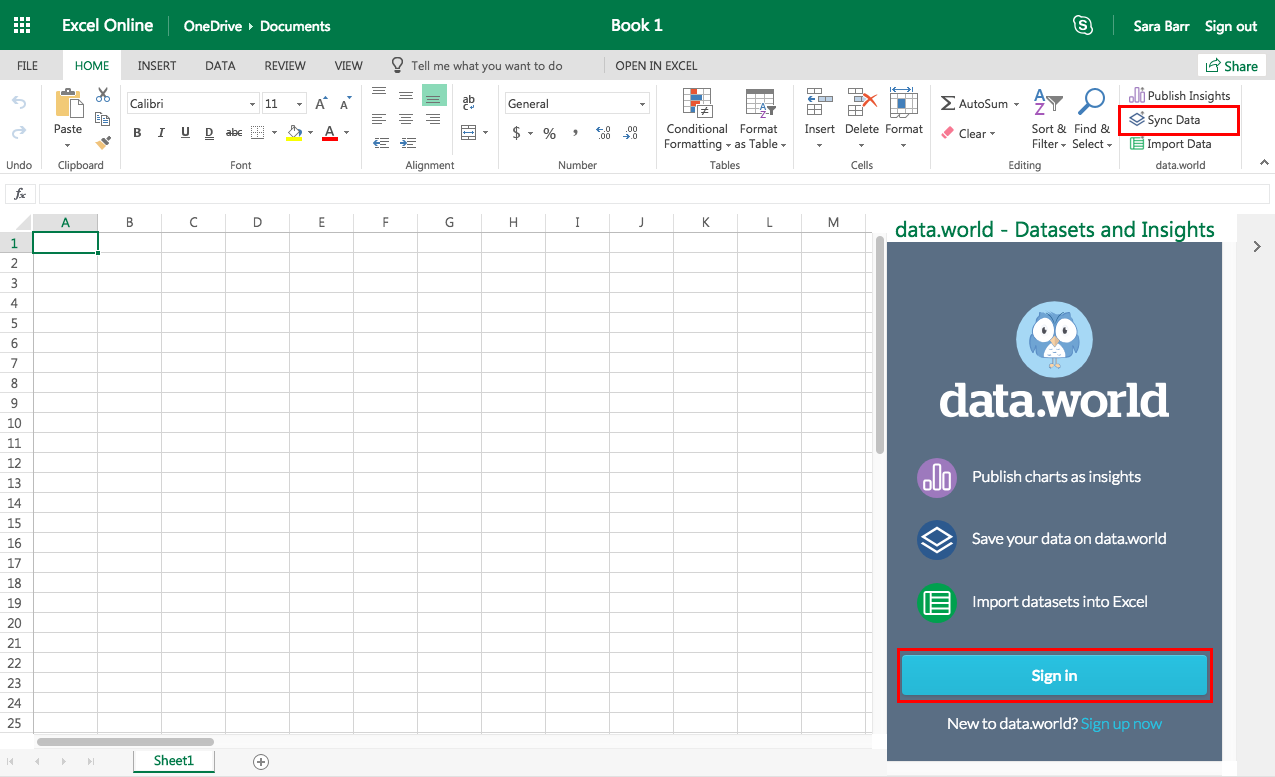 Excel Online OneDrive Documents Book 1 Sara Barr Sign out
FILE HOME INSERT DATA REVIEW VIEW Tell me what you want to do OPEN IN EXCEL Share
Calibri 11 A A ab c General AutoSum Publish Insights
Sync Data
Paste B I U D abc A $ % , .00 .00 Conditional Format Insert Delete Format Clear Sort & Find &
Formatting as Table Filter Select Import Data
Undo Clipboard Font Alignment Number Tables Cells Editing data.world
fx
A B C D E F G H I J K L M
1
2
3
4
5
6
7
8
9
10
11
12
13
14
15
16
17
18
19
20
21
22
23
24
25
data.world - Datasets and Insights
data.world
Publish charts as insights
Save your data on data.world
Import datasets into Excel
Sign in
New to data.world? Sign up now
Sheet1